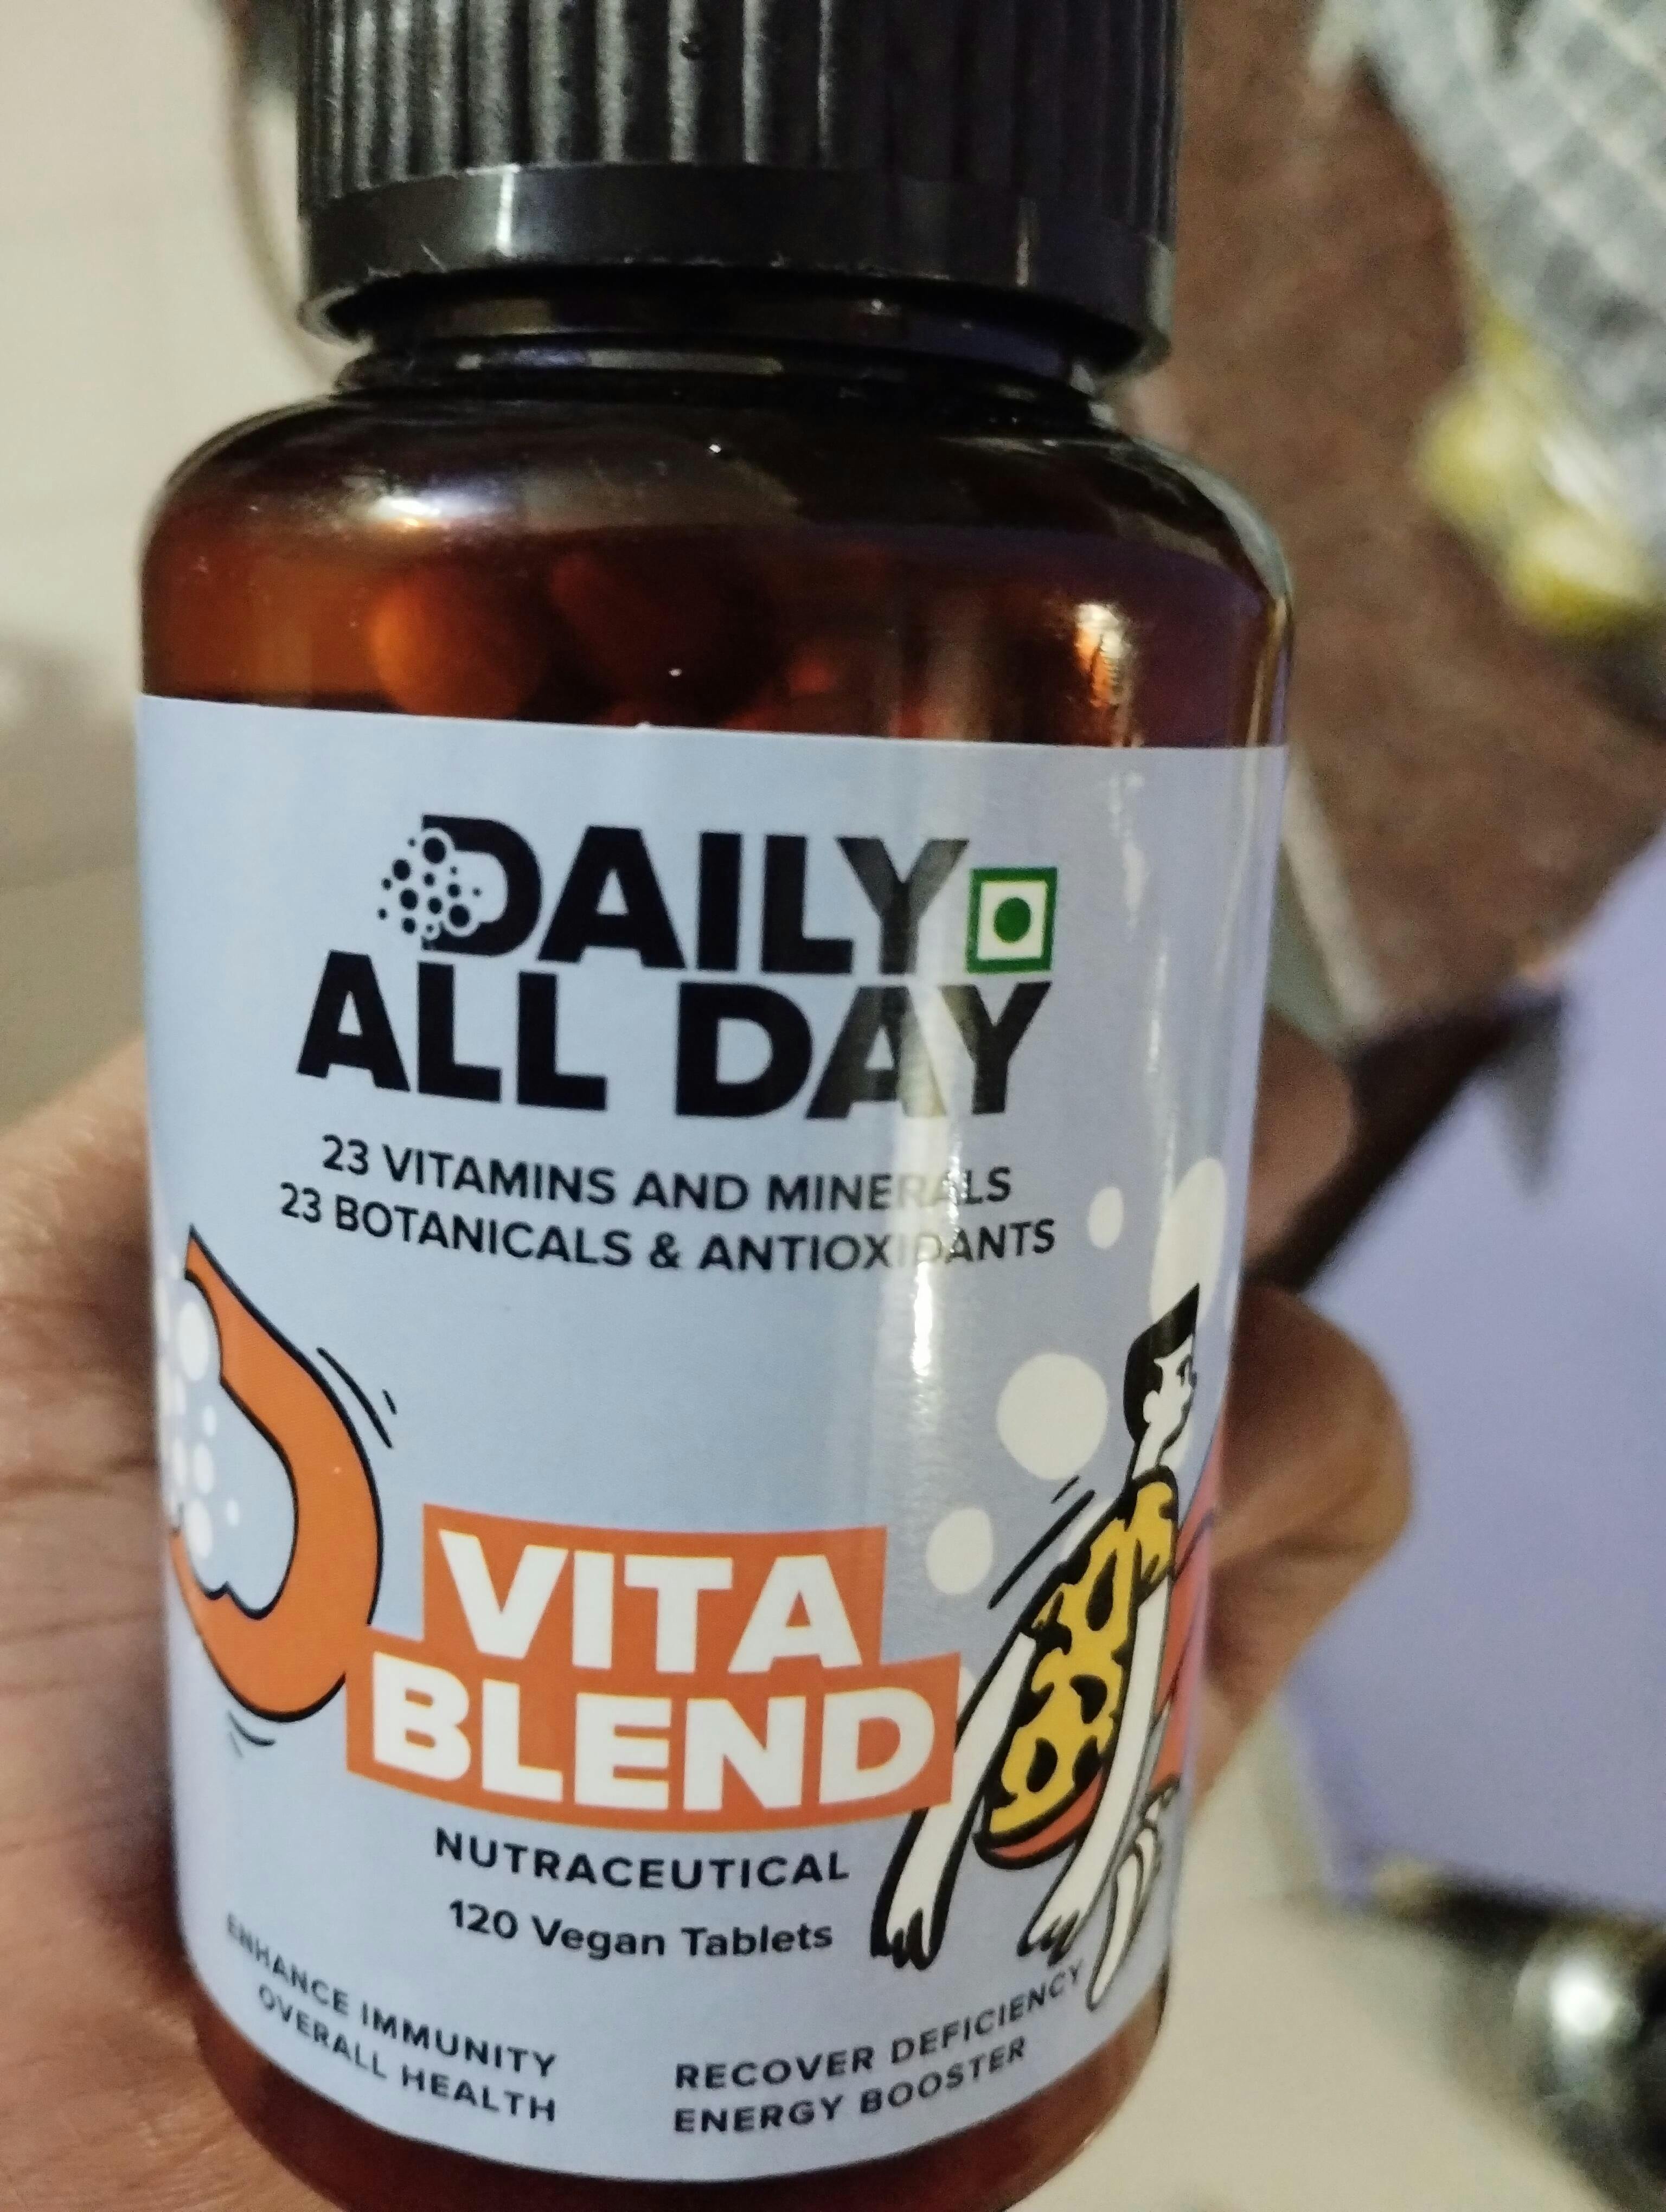 DAILY
ALL DAY
23 VITAMINS AND MINERALS
23 BOTANICALS & ANTIOXIDANTS
VITA
BLEND
NUTRACEUTICAL
120 Vegan Tablets
ENHANCE IMMUNITY
OVERALL HEALTH
RECOVER DEFICIENCY
ENERGY BOOSTER